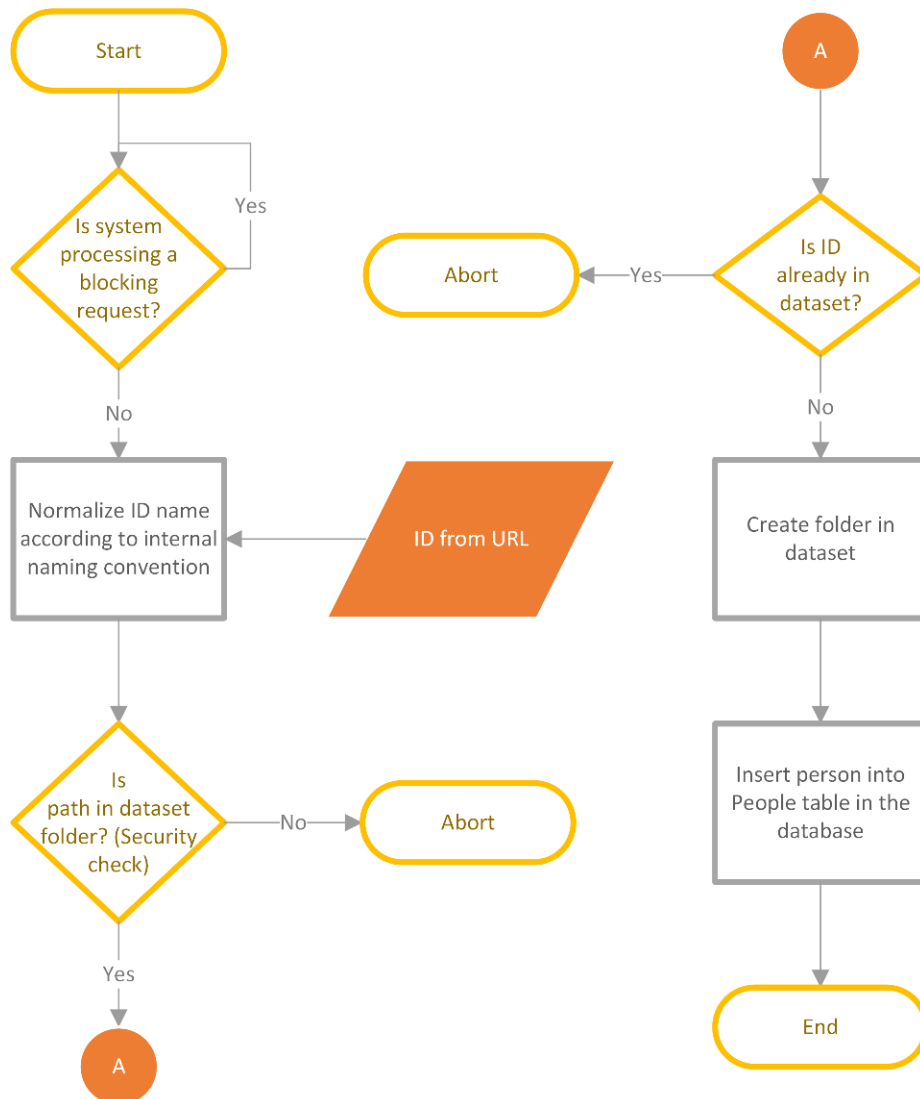 Start
Yes
Is system
processing a
blocking
request?
No
Normalize ID name
according to internal
naming convention
ID from URL
Is
path in dataset
folder? (Security
check)
No
Abort
Yes
A
A
Is ID
already in
dataset?
Yes
Abort
No
Create folder in
dataset
Insert person into
People table in the
database
End